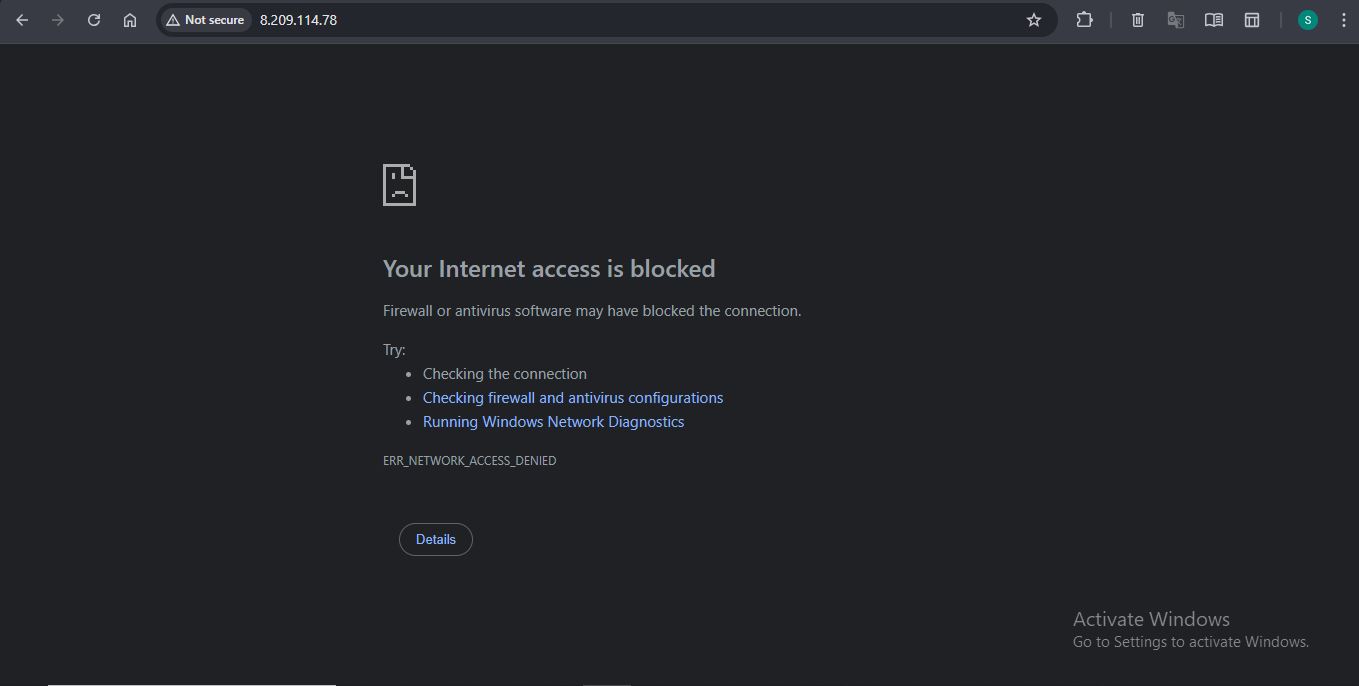 Not secure 8.209.114.78
S
Your Internet access is blocked
Firewall or antivirus software may have blocked the connection.
Try:
• Checking the connection
• Checking firewall and antivirus configurations
• Running Windows Network Diagnostics
ERR_NETWORK_ACCESS_DENIED
Details
Activate Windows
Go to Settings to activate Windows.